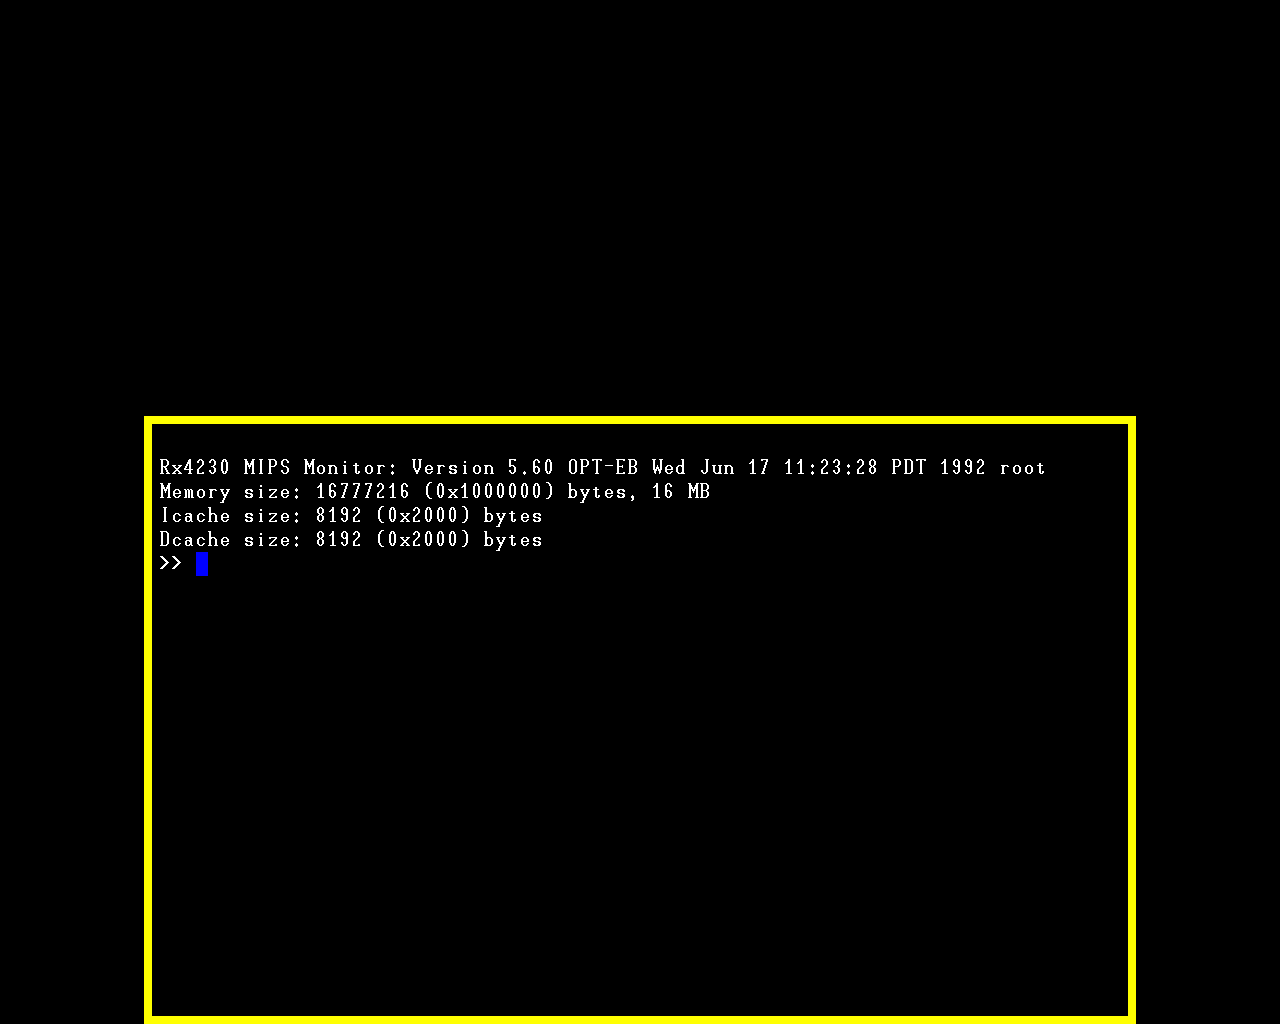 Rx4230 MIPS Monitor: Version 5.60 OPT-EB Wed Jun 17 11:23:28 PDT 1992 root
Memory size: 16777216 (0x1000000) bytes, 16 MB
Icache size: 8192 (0x2000) bytes
Dcache size: 8192 (0x2000) bytes
>>